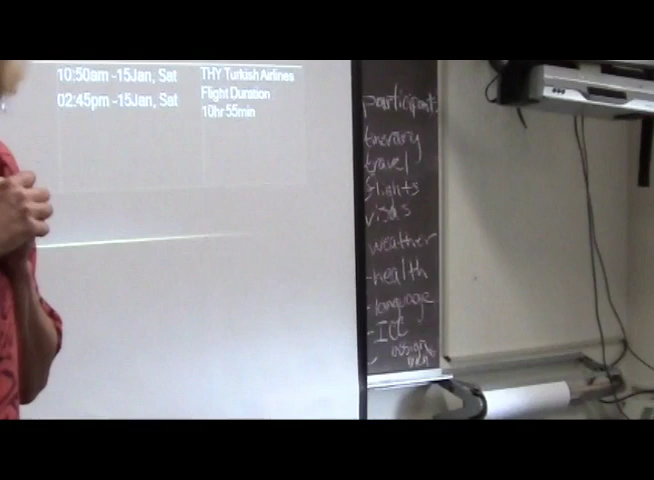 10:50am -15Jan, Sat
02:45pm -15Jan, Sat
THY Turkish Airlines
Flight Duration
10hr 55min
participants
itinerary
travel
flights
visas
weather
-health
-language
-ICC